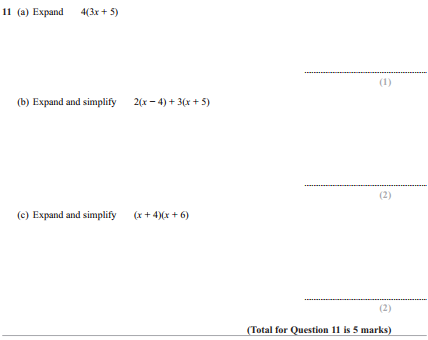 11 (a) Expand 4(3x + 5)
(1)
(b) Expand and simplify 2(x − 4) + 3(x + 5)
(2)
(c) Expand and simplify (x + 4)(x + 6)
(2)
(Total for Question 11 is 5 marks)